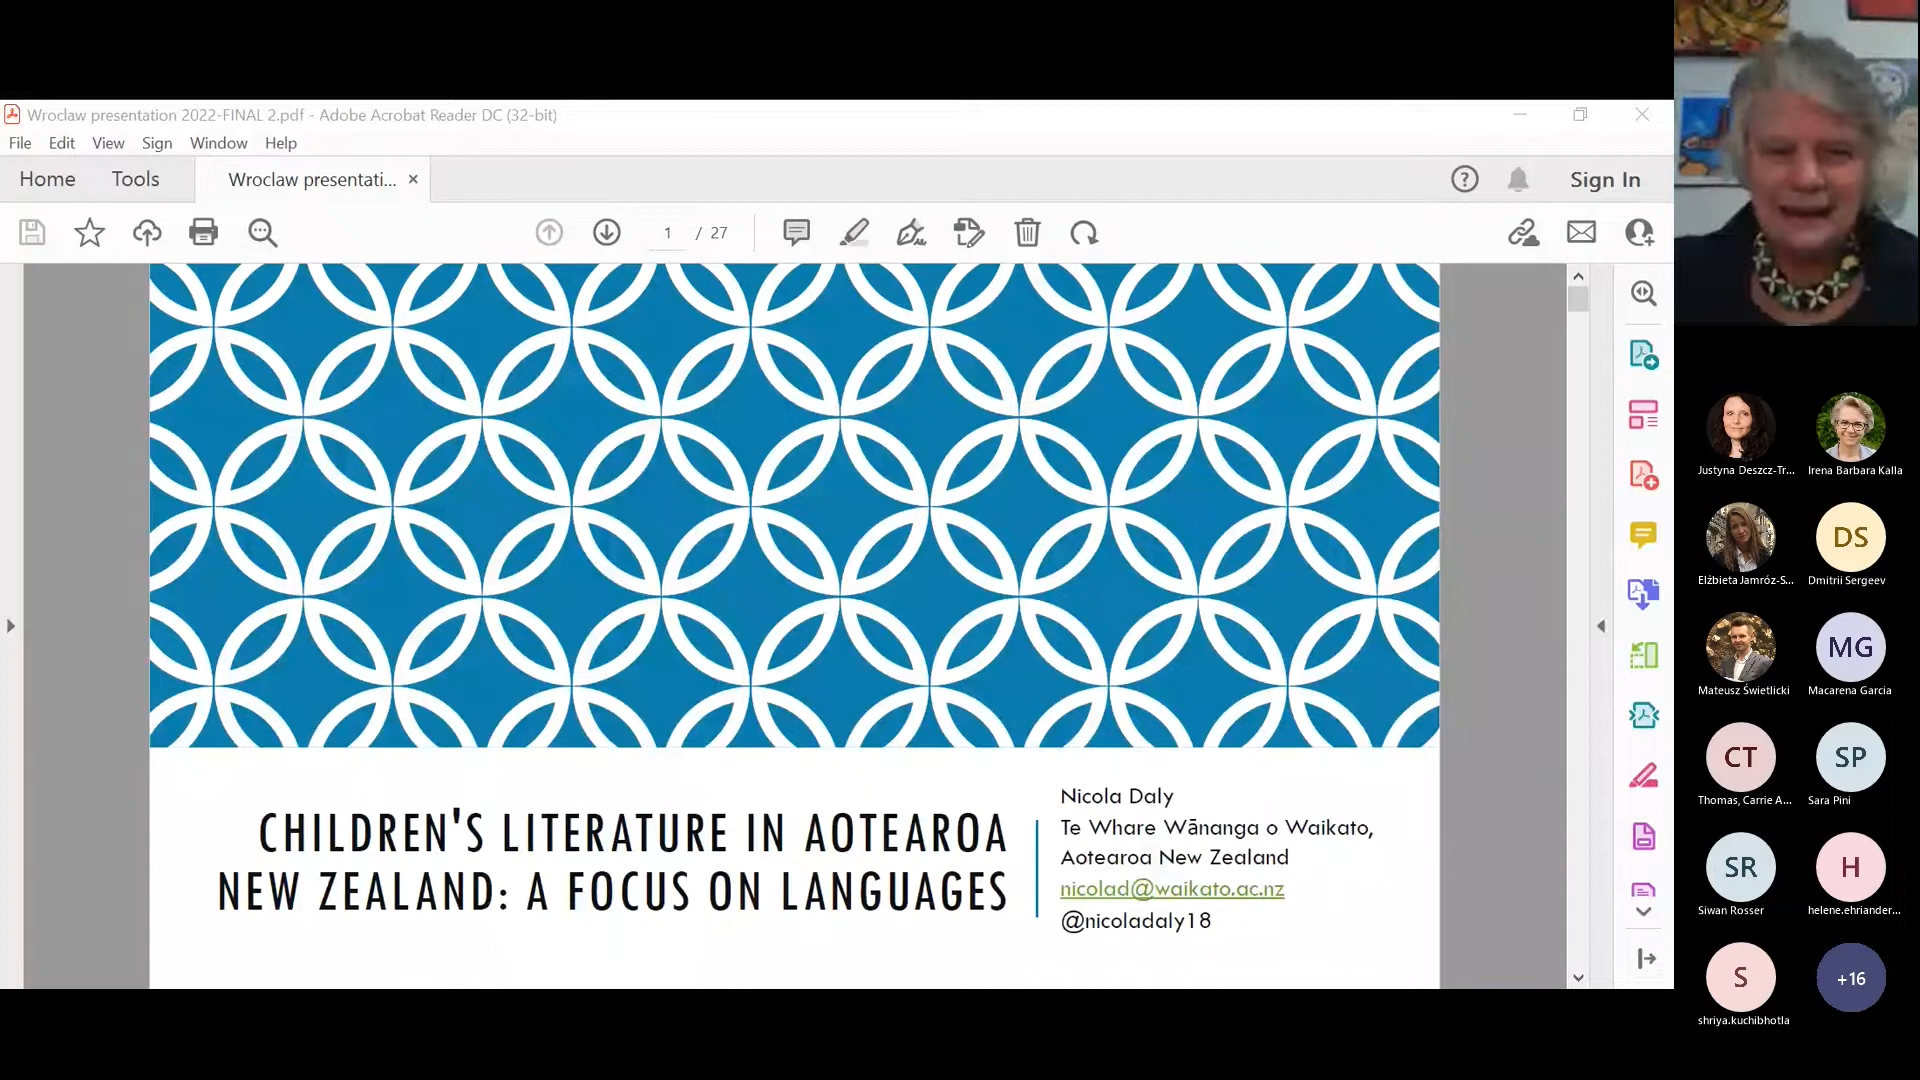 Wroclaw presentation 2022-FINAL 2.pdf - Adobe Acrobat Reader DC (32-bit)
File Edit View Sign Window Help
Home Tools Wroclaw presentati... × Sign In
1 / 27
CHILDREN'S LITERATURE IN AOTEAROA
NEW ZEALAND: A FOCUS ON LANGUAGES
Nicola Daly
Te Whare Wānanga o Waikato,
Aotearoa New Zealand
nicolad@waikato.ac.nz
@nicoladaly18
Justyna Deszcz-Tr...
Irena Barbara Kalla
Elżbieta Jamróz-S...
DS
Dmitrii Sergeev
Mateusz Świetlicki
MG
Macarena Garcia
CT
Thomas, Carrie A...
SP
Sara Pini
SR
Siwan Rosser
H
helene.ehriander...
S
shriya.kuchibhotla
+16